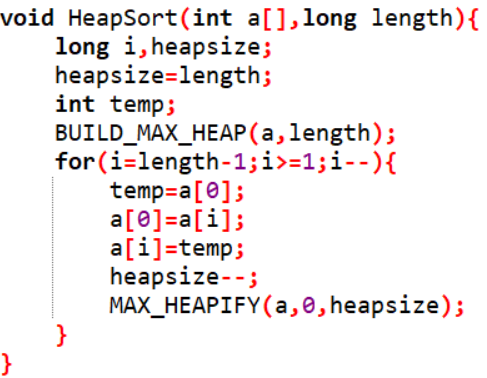 void HeapSort(int a[],long length){
    long i,heapsize;
    heapsize=length;
    int temp;
    BUILD_MAX_HEAP(a,length);
    for(i=length-1;i>=1;i--){
        temp=a[0];
        a[0]=a[i];
        a[i]=temp;
        heapsize--;
        MAX_HEAPIFY(a,0,heapsize);
    }
}